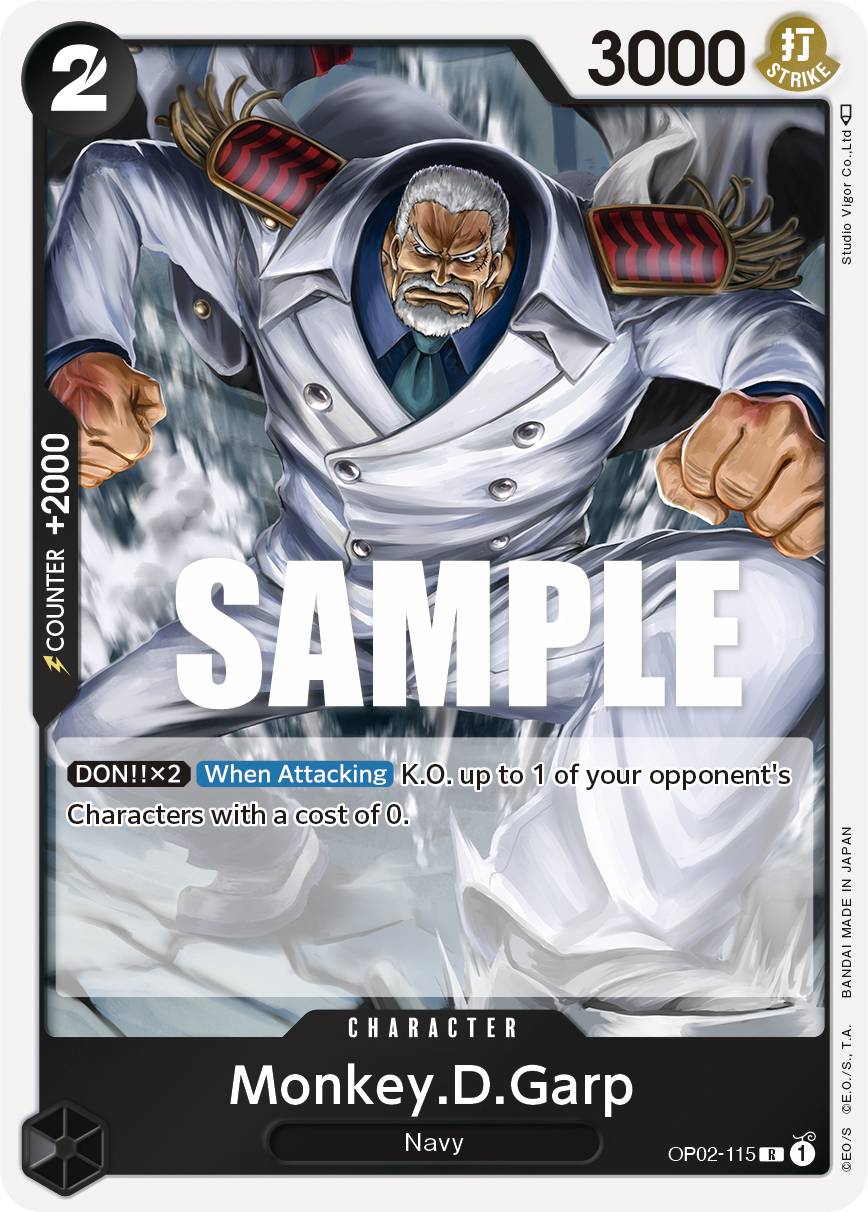 2
3000
打
STRIKE
Studio Vigor Co.,Ltd
COUNTER +2000
SAMPLE
DON!!×2 When Attacking K.O. up to 1 of your opponent's
Characters with a cost of 0.
CHARACTER
Monkey.D.Garp
Navy
OP02-115 R 1
©EO/S ©E.O./S., T.A. BANDAI MADE IN JAPAN